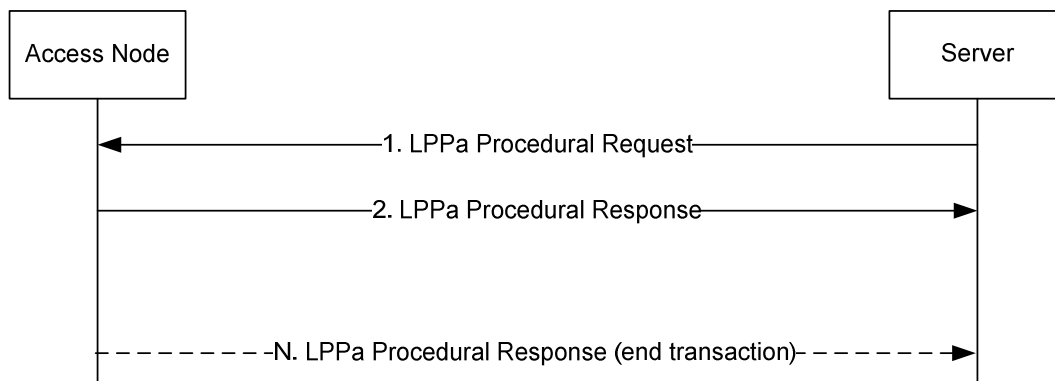 Access Node
Server
1. LPPa Procedural Request
2. LPPa Procedural Response
N. LPPa Procedural Response (end transaction)